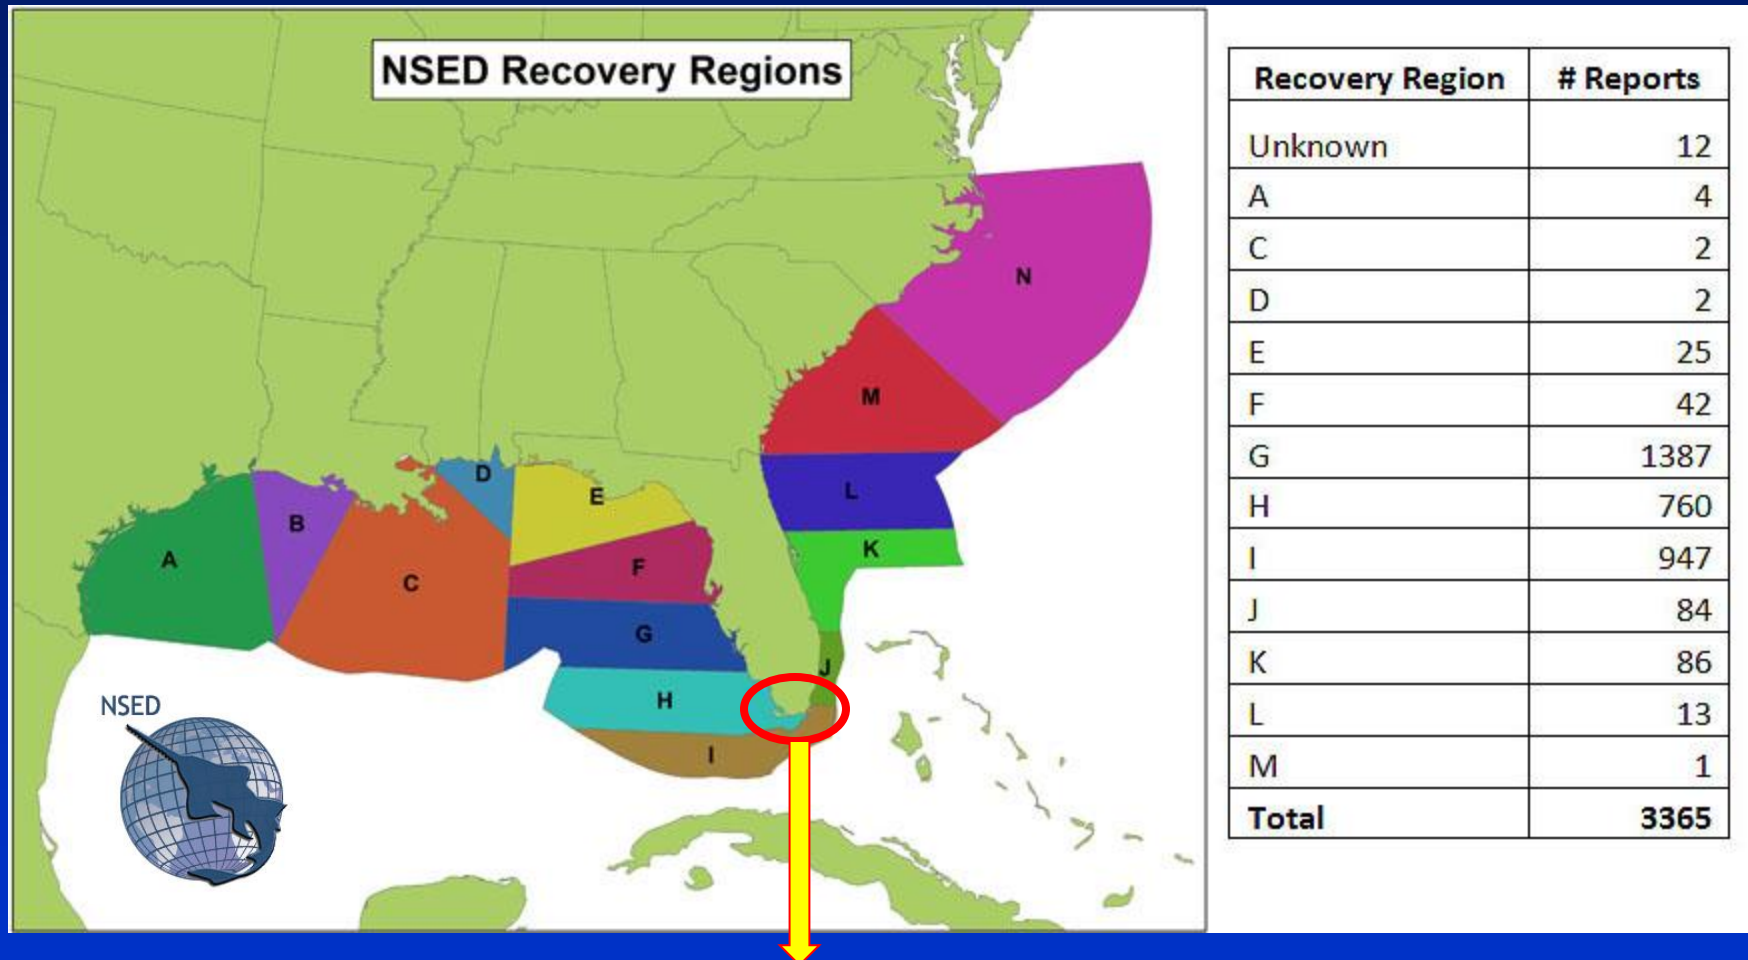 NSED Recovery Regions
N
M
L
K
J
D
E
B
A
C
F
G
H
I
NSED
Recovery Region # Reports
Unknown 12
A 4
C 2
D 2
E 25
F 42
G 1387
H 760
I 947
J 84
K 86
L 13
M 1
Total 3365